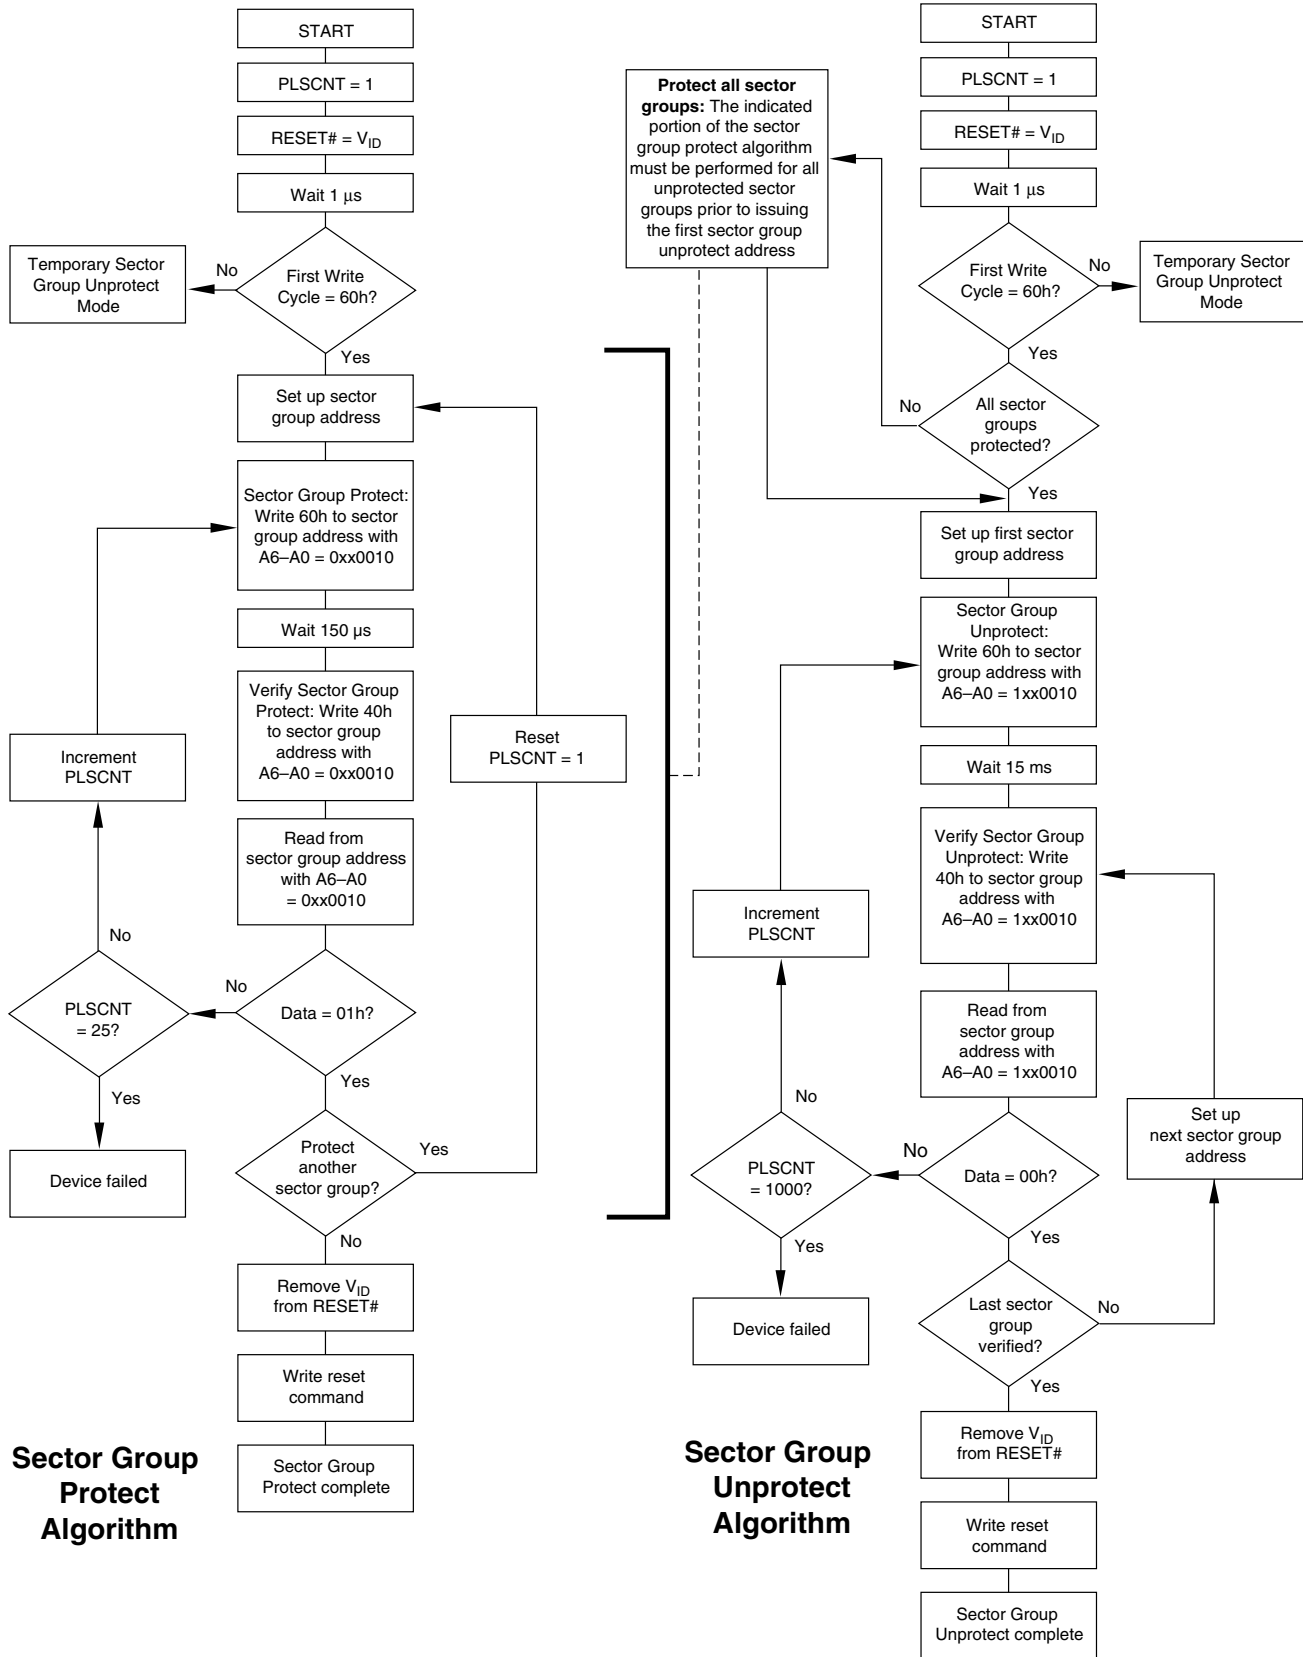 START
PLSCNT = 1
RESET# = VID
Wait 1 μs
First Write
Cycle = 60h?
No
Temporary Sector
Group Unprotect
Mode
Yes
Set up sector
group address
Sector Group Protect:
Write 60h to sector
group address with
A6–A0 = 0xx0010
Wait 150 μs
Verify Sector Group
Protect: Write 40h
to sector group
address with
A6–A0 = 0xx0010
Reset
PLSCNT = 1
Increment
PLSCNT
Read from
sector group address
with A6–A0
= 0xx0010
No
PLSCNT
= 25?
No
Data = 01h?
Yes
Yes
Device failed
Protect
another
sector group?
Yes
No
Remove VID
from RESET#
Write reset
command
Sector Group
Protect complete
Sector Group
Protect
Algorithm
START
PLSCNT = 1
RESET# = VID
Wait 1 μs
Protect all sector
groups: The indicated
portion of the sector
group protect algorithm
must be performed for all
unprotected sector
groups prior to issuing
the first sector group
unprotect address
First Write
Cycle = 60h?
No
Temporary Sector
Group Unprotect
Mode
Yes
No
All sector
groups
protected?
Yes
Set up first sector
group address
Sector Group
Unprotect:
Write 60h to sector
group address with
A6–A0 = 1xx0010
Wait 15 ms
Verify Sector Group
Unprotect: Write
40h to sector group
address with
A6–A0 = 1xx0010
Increment
PLSCNT
Read from
sector group
address with
A6–A0 = 1xx0010
No
Set up
next sector group
address
PLSCNT
= 1000?
No
Data = 00h?
Yes
Yes
Device failed
Last sector
group
verified?
No
Yes
Remove VID
from RESET#
Write reset
command
Sector Group
Unprotect complete
Sector Group
Unprotect
Algorithm